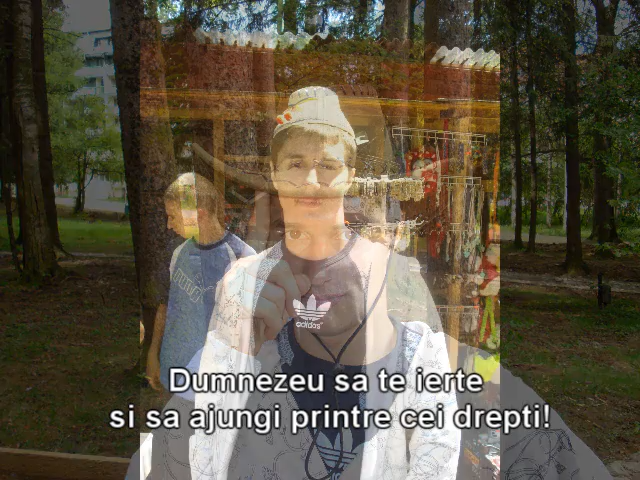 adidas
Dumnezeu sa te ierte
si sa ajungi printre cei drepti!